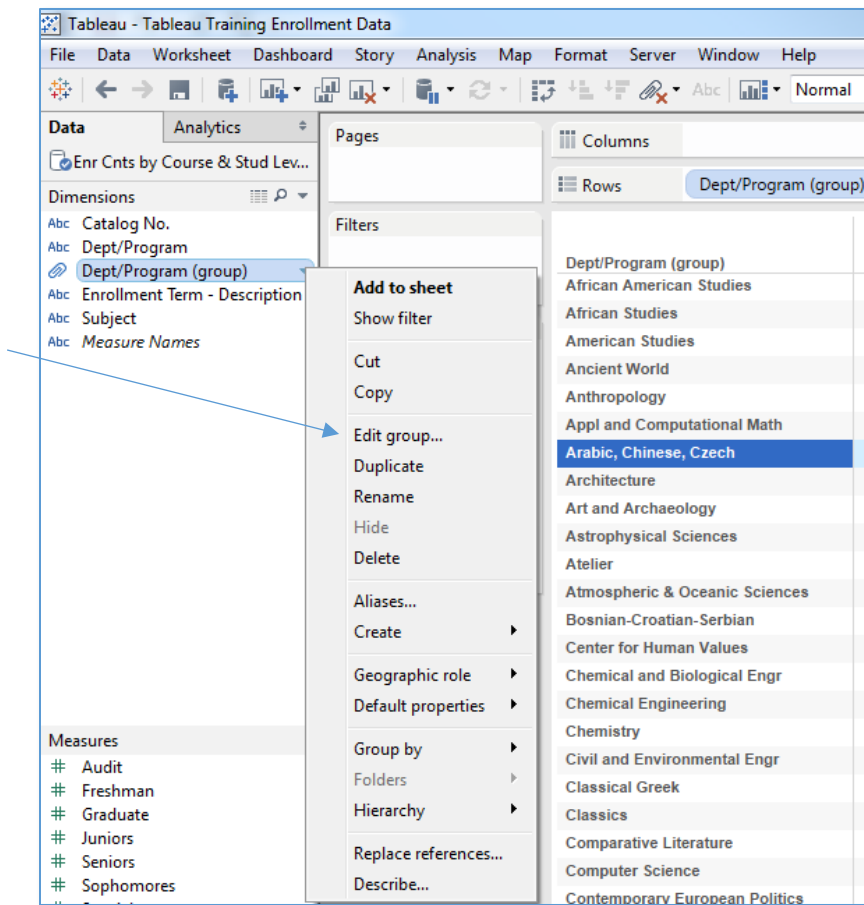 Tableau - Tableau Training Enrollment Data
File Data Worksheet Dashboard Story Analysis Map Format Server Window Help
Abc Normal
Data Analytics
Enr Cnts by Course & Stud Lev...
Dimensions
Abc Catalog No.
Abc Dept/Program
Dept/Program (group)
Abc Enrollment Term - Description
Abc Subject
Abc Measure Names
Measures
# Audit
# Freshman
# Graduate
# Juniors
# Seniors
# Sophomores
Pages
Filters
Add to sheet
Show filter
Cut
Copy
Edit group...
Duplicate
Rename
Hide
Delete
Aliases...
Create
Geographic role
Default properties
Group by
Folders
Hierarchy
Replace references...
Describe...
Columns
Rows Dept/Program (group)
Dept/Program (group)
African American Studies
African Studies
American Studies
Ancient World
Anthropology
Appl and Computational Math
Arabic, Chinese, Czech
Architecture
Art and Archaeology
Astrophysical Sciences
Atelier
Atmospheric & Oceanic Sciences
Bosnian-Croatian-Serbian
Center for Human Values
Chemical and Biological Engr
Chemical Engineering
Chemistry
Civil and Environmental Engr
Classical Greek
Classics
Comparative Literature
Computer Science
Contemporary European Politics